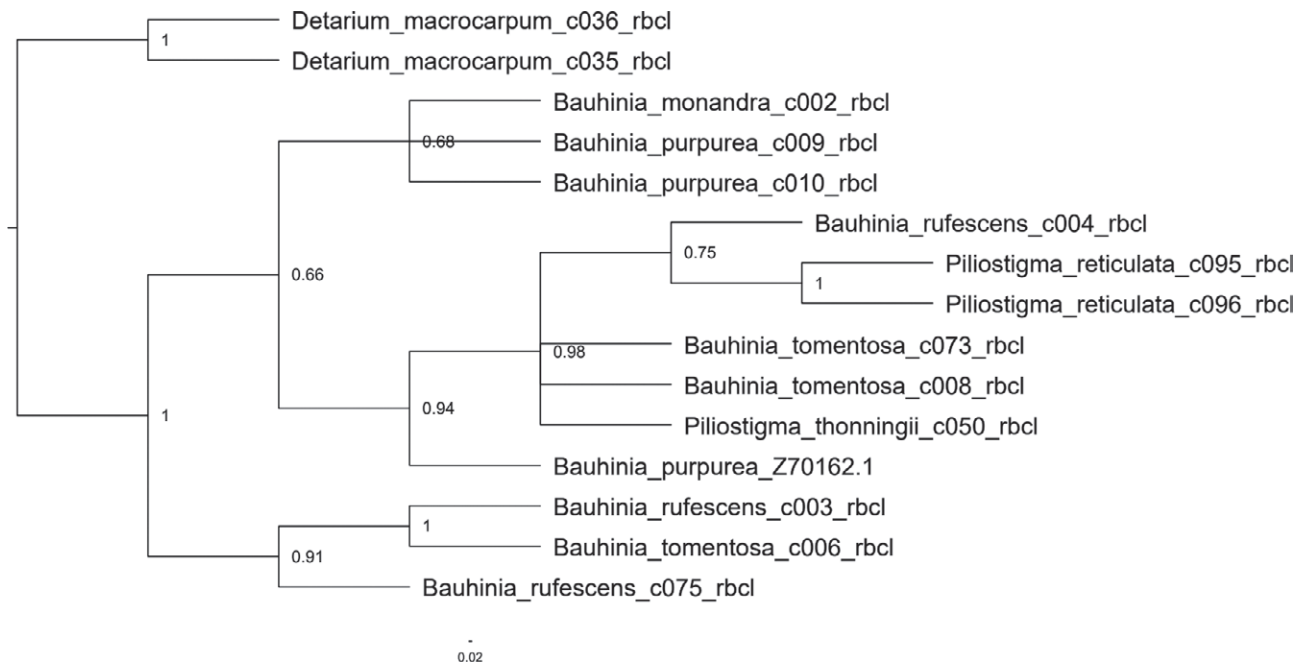 Detarium_macrocarpum_c036_rbcl
1
Detarium_macrocarpum_c035_rbcl
Bauhinia_monandra_c002_rbcl
0.68
Bauhinia_purpurea_c009_rbcl
Bauhinia_purpurea_c010_rbcl
Bauhinia_rufescens_c004_rbcl
0.75
Piliostigma_reticulata_c095_rbcl
0.66
1
Piliostigma_reticulata_c096_rbcl
Bauhinia_tomentosa_c073_rbcl
0.98
Bauhinia_tomentosa_c008_rbcl
0.94
1
Piliostigma_thonningii_c050_rbcl
Bauhinia_purpurea_Z70162.1
Bauhinia_rufescens_c003_rbcl
1
Bauhinia_tomentosa_c006_rbcl
0.91
Bauhinia_rufescens_c075_rbcl
0.02